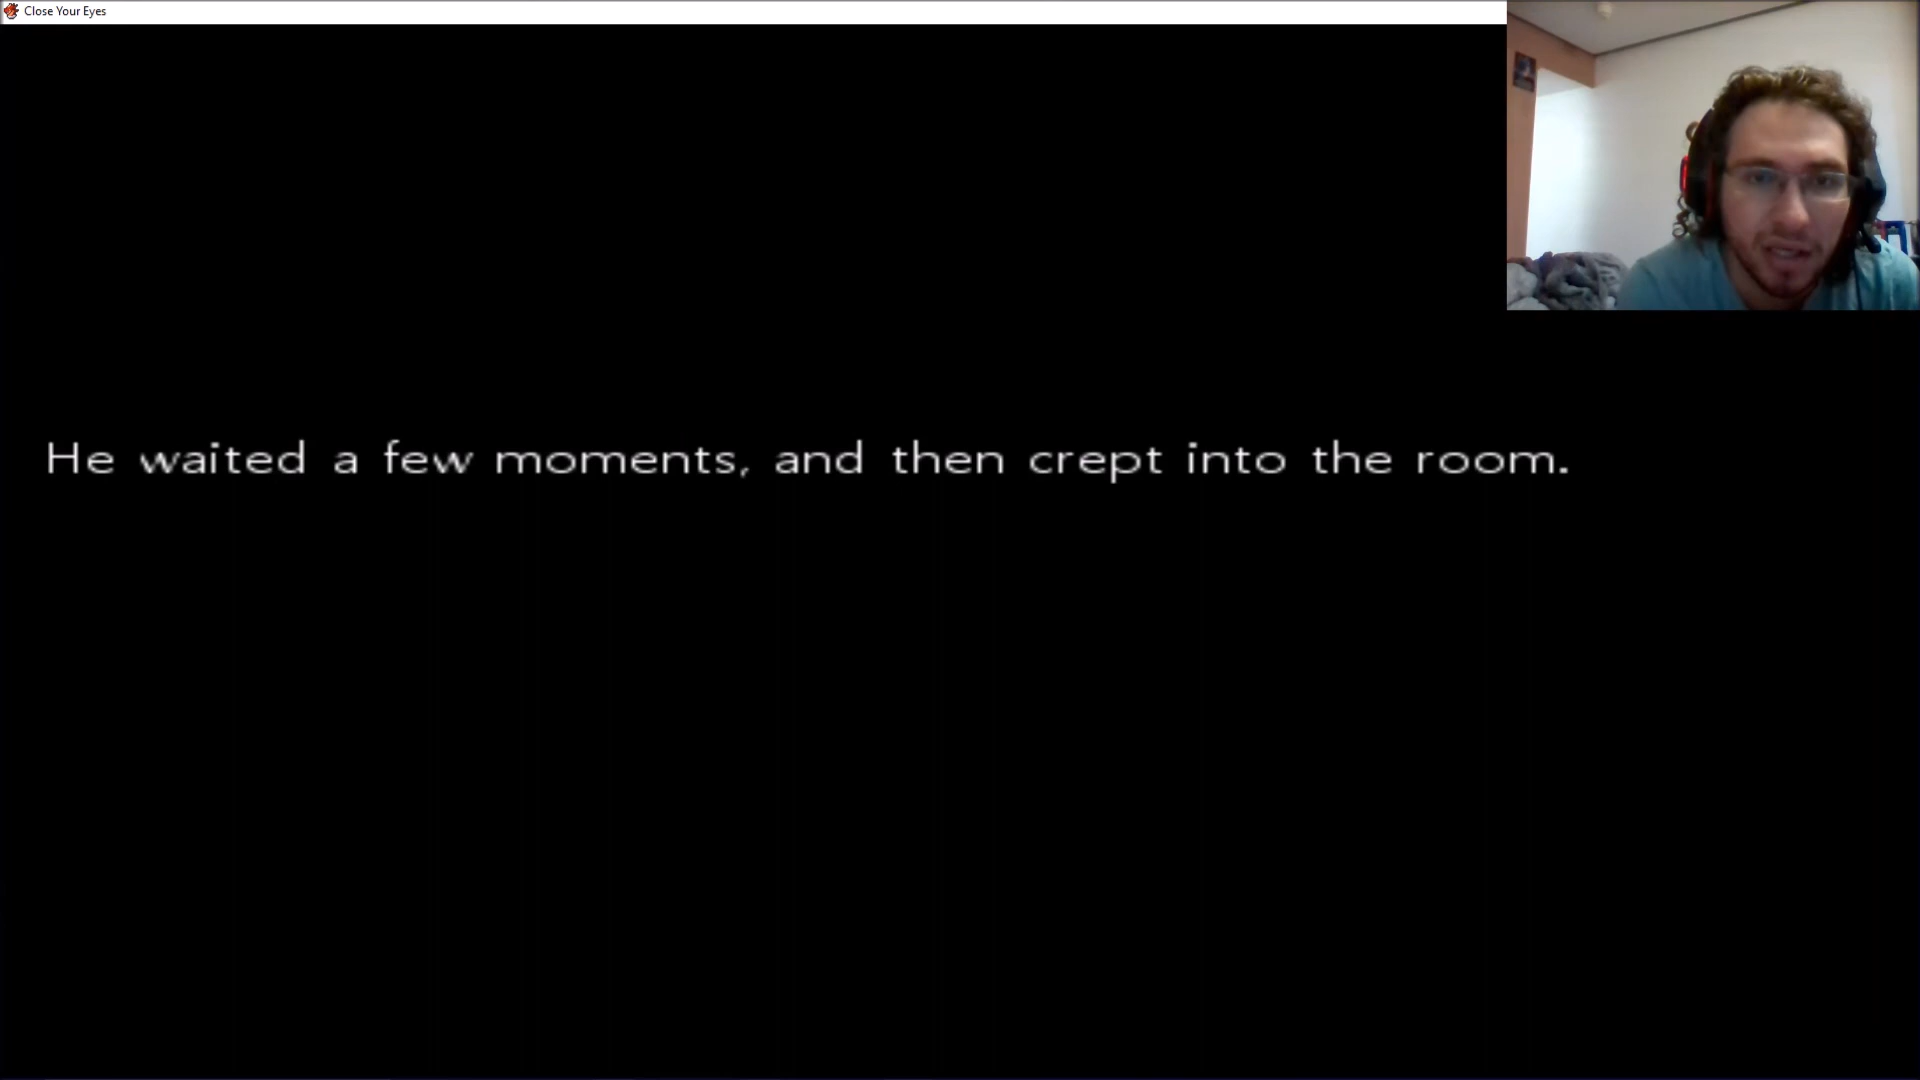 Close Your Eyes
He waited a few moments, and then crept into the room.